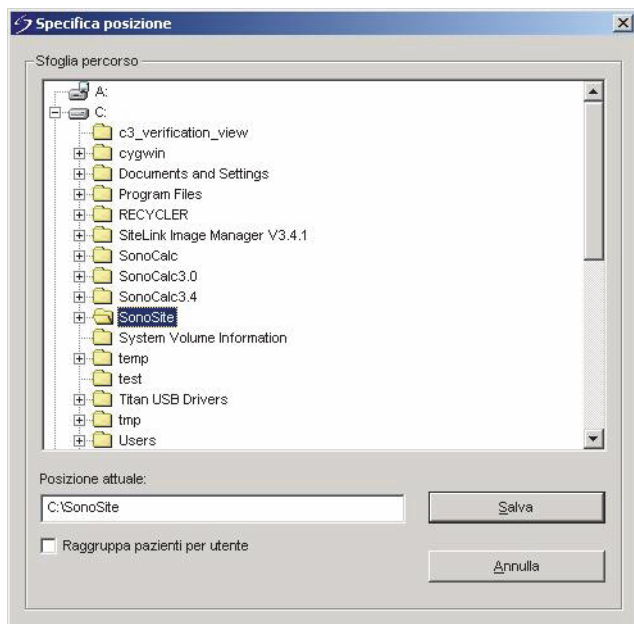 Specifica posizione
Sfoglia percorso
A:
C:
c3_verification_view
cygwin
Documents and Settings
Program Files
RECYCLER
SiteLink Image Manager V3.4.1
SonoCalc
SonoCalc3.0
SonoCalc3.4
SonoSite
System Volume Information
temp
test
Titan USB Drivers
tmp
Users
Posizione attuale:
C:\SonoSite
Salva
Raggruppa pazienti per utente
Annulla